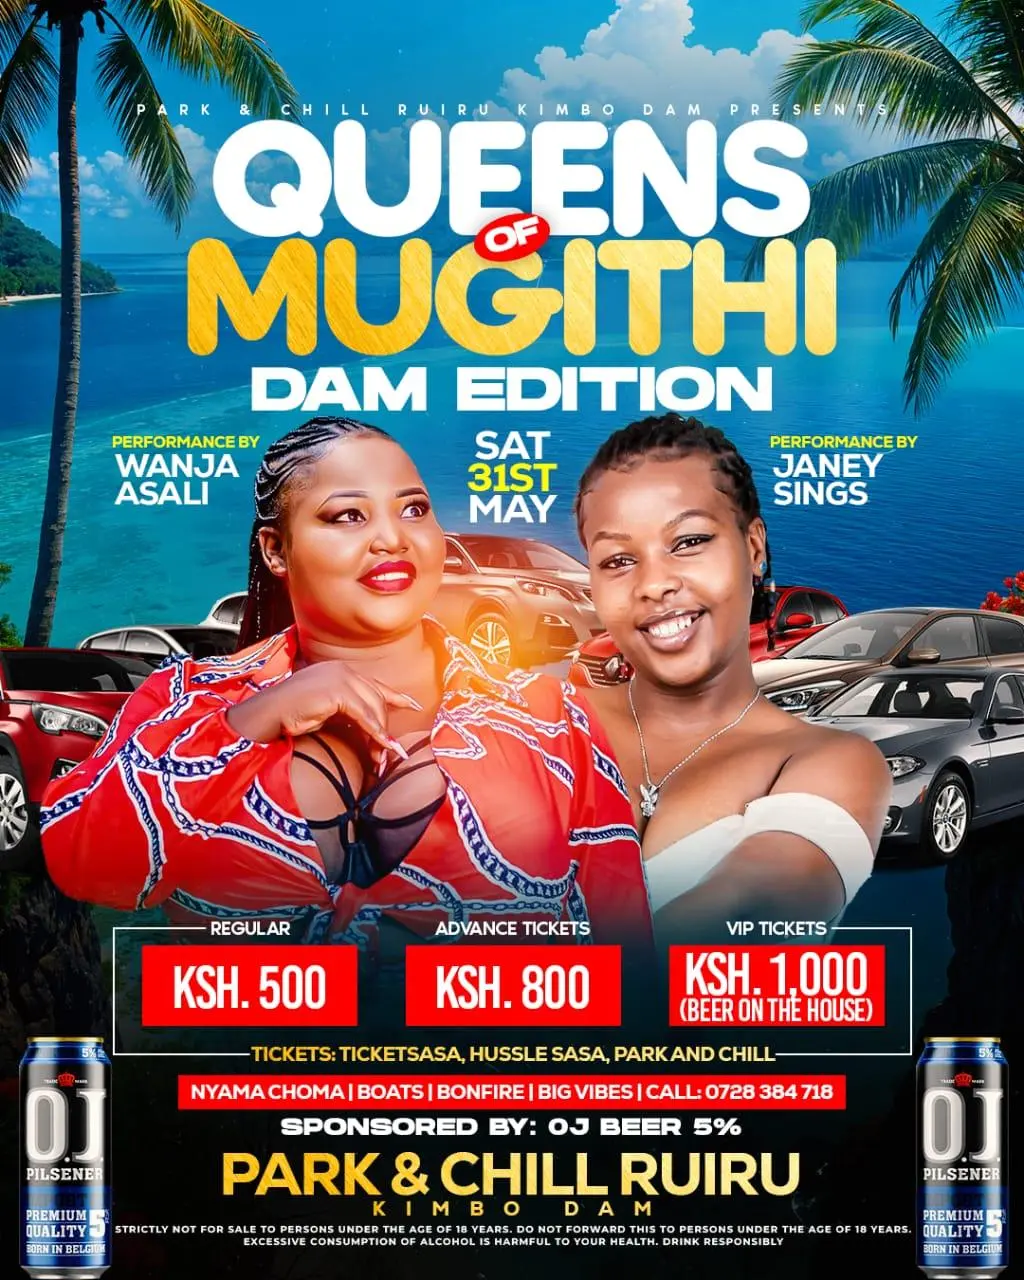 PARK & CHILL RUIRU KIMBO DAM PRESENTS
QUEENS
OF
MUGITHI
DAM EDITION
PERFORMANCE BY
WANJA
ASALI
SAT
31ST
MAY
PERFORMANCE BY
JANEY
SINGS
REGULAR
KSH. 500
ADVANCE TICKETS
KSH. 800
VIP TICKETS
KSH. 1,000
(BEER ON THE HOUSE)
TICKETS: TICKETSASA, HUSSLE SASA, PARK AND CHILL
NYAMA CHOMA | BOATS | BONFIRE | BIG VIBES | CALL: 0728 384 718
SPONSORED BY: OJ BEER 5%
PARK & CHILL RUIRU
KIMBO DAM
STRICTLY NOT FOR SALE TO PERSONS UNDER THE AGE OF 18 YEARS. DO NOT FORWARD THIS TO PERSONS UNDER THE AGE OF 18 YEARS.
EXCESSIVE CONSUMPTION OF ALCOHOL IS HARMFUL TO YOUR HEALTH. DRINK RESPONSIBLY
5%
TRADE MARK
O.J.
PILSENER
PREMIUM
QUALITY 5
BORN IN BELGIUM
5%
TRADE MARK
O.J.
PILSENER
PREMIUM
QUALITY 5
BORN IN BELGIUM